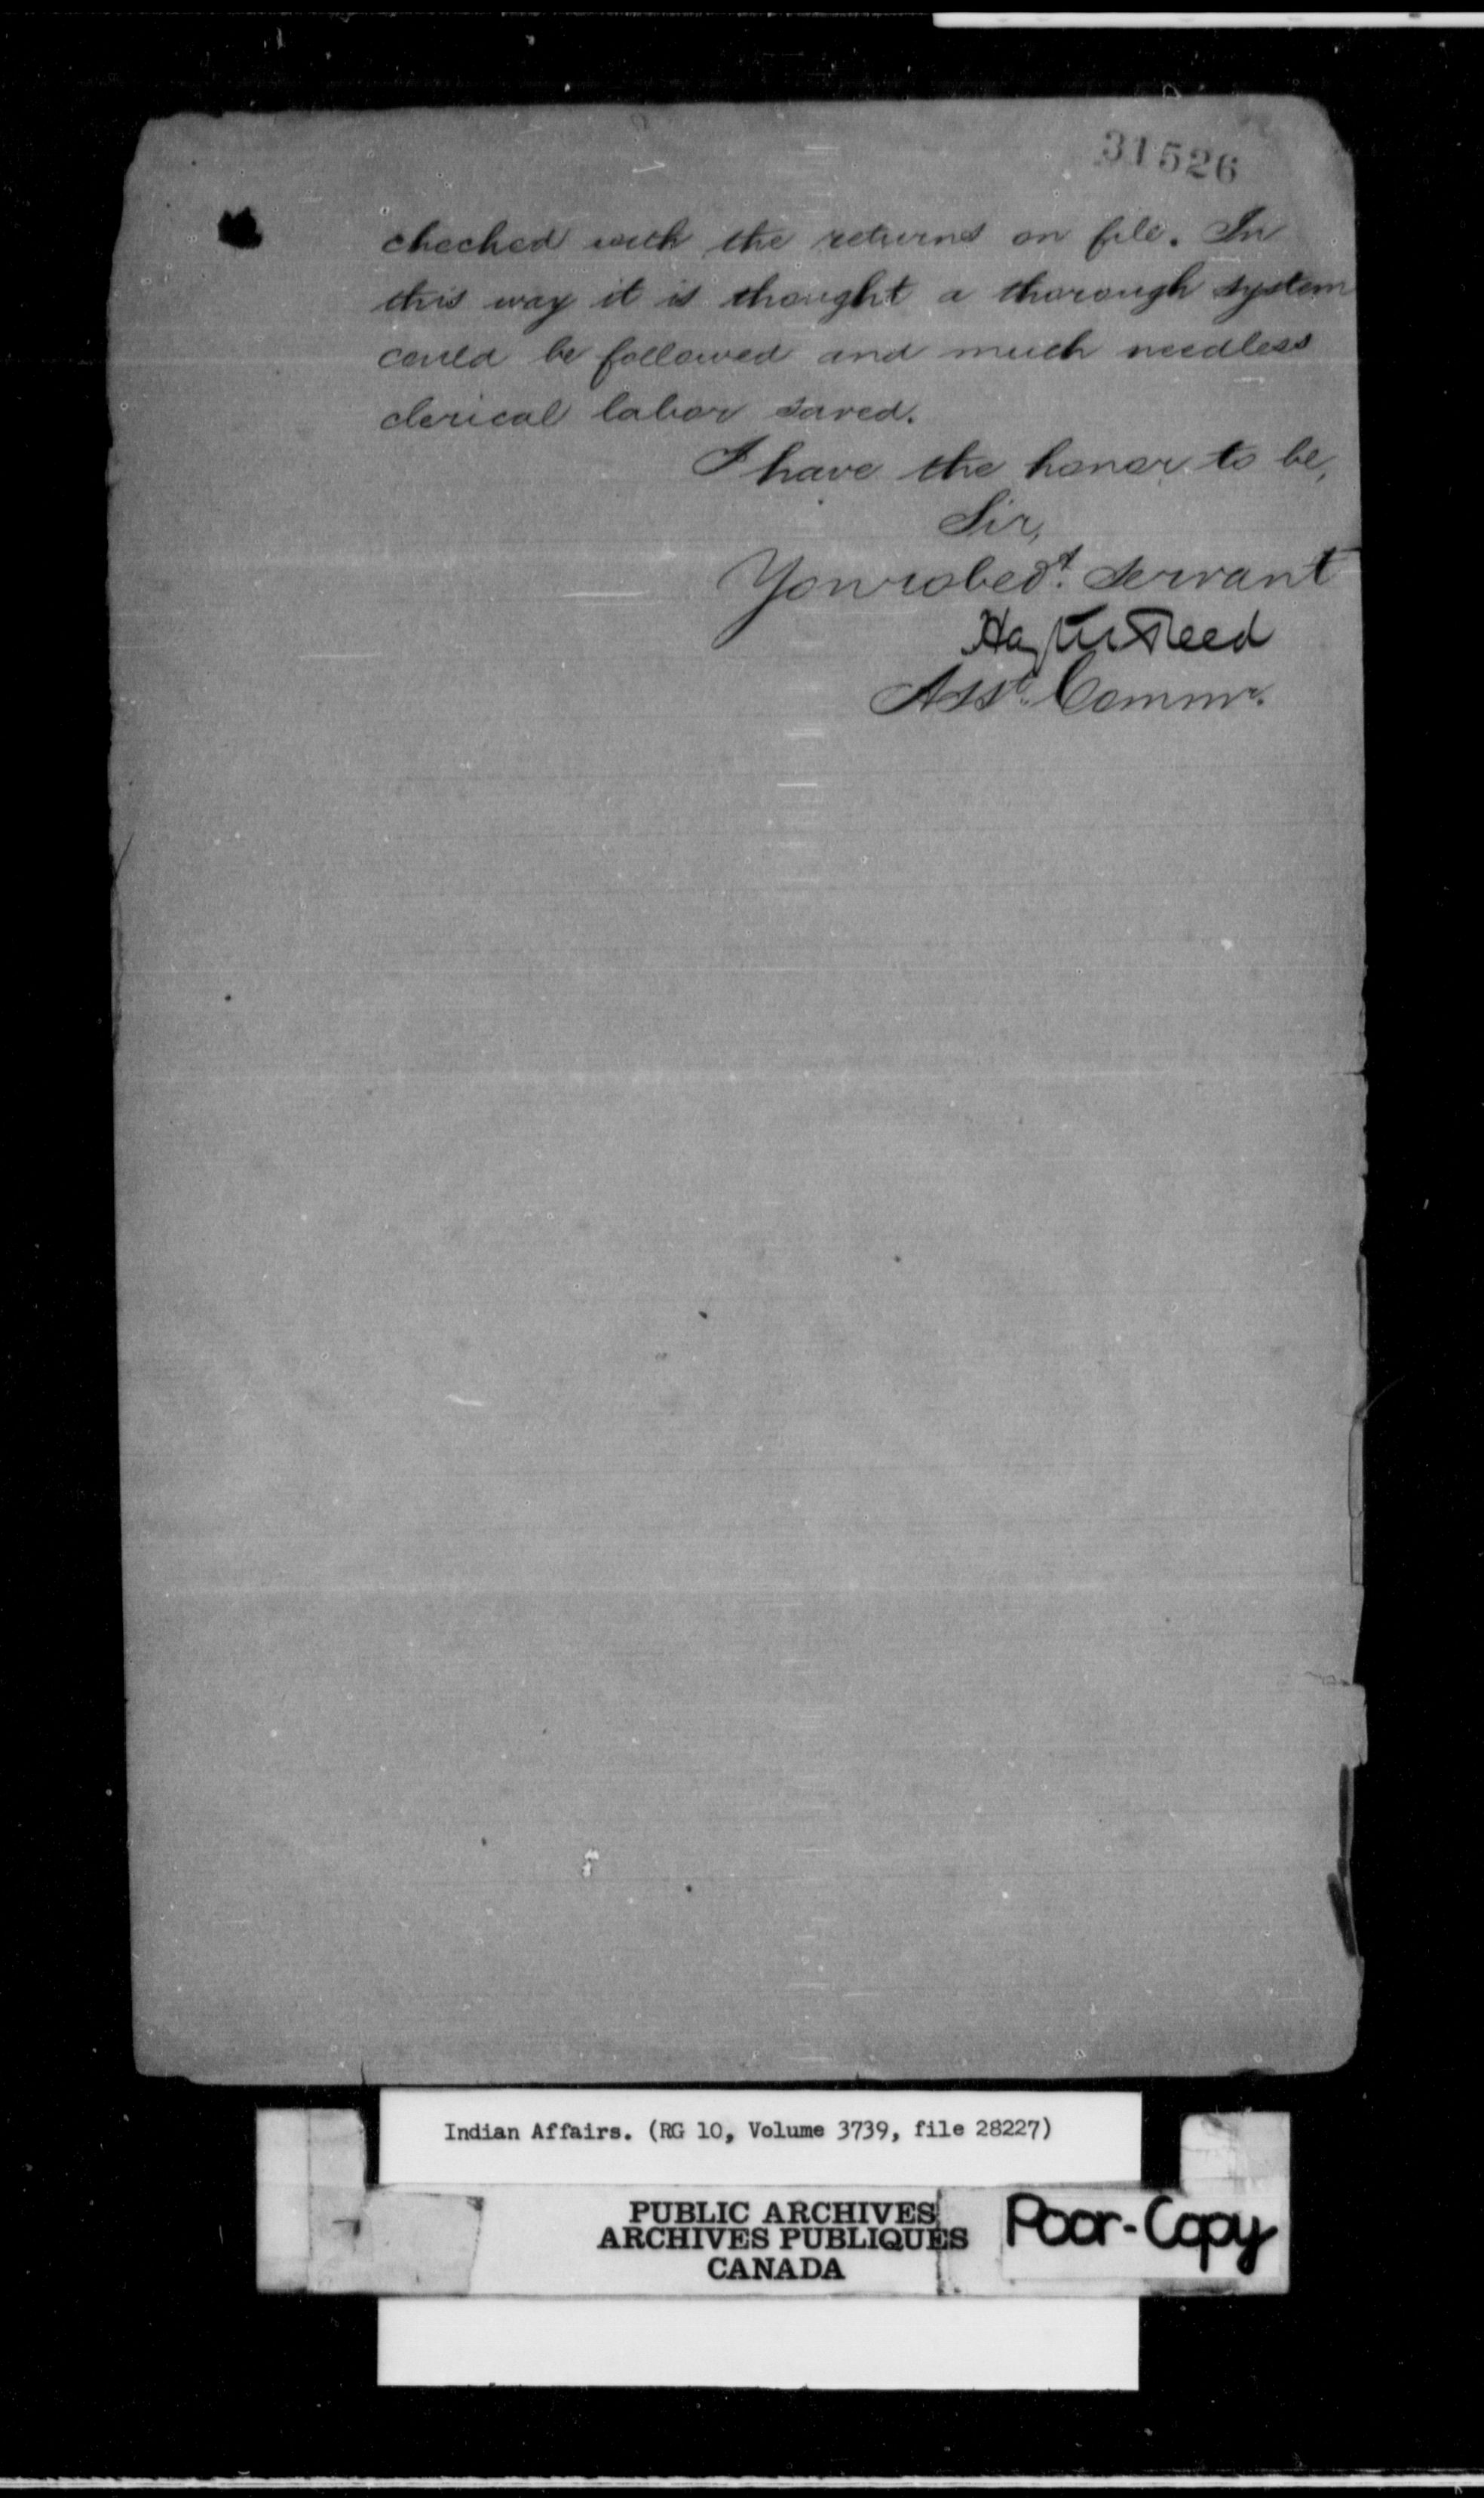 31526
checked with the returns on file. In
this way it is thought a thorough system
could be followed and much needless
clerical labor saved.
I have the honor to be,
Sir,
Your obedt. servant
Hayter Reed
Asst. Commr.
Indian Affairs. (RG 10, Volume 3739, file 28227)
PUBLIC ARCHIVES
ARCHIVES PUBLIQUES
CANADA
Poor-Copy